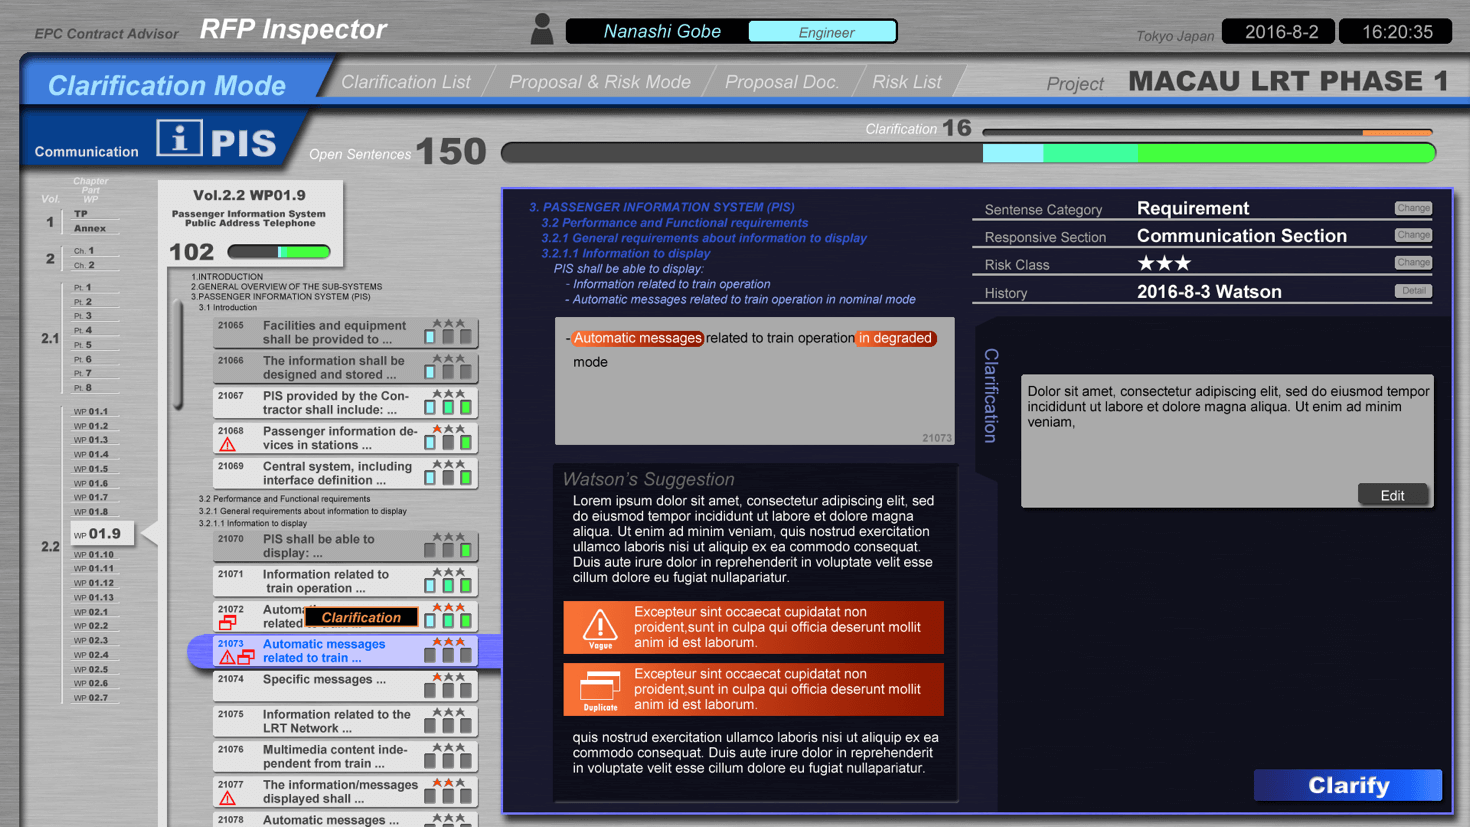 EPC Contract Advisor RFP Inspector
Nanashi Gobe Engineer
Tokyo Japan 2016-8-2 16:20:35
Clarification Mode Clarification List Proposal & Risk Mode Proposal Doc. Risk List
Project MACAU LRT PHASE 1
Communication i PIS
Open Sentences 150
Clarification 16
Vol.
Chapter
Part
WP
1
TP
Annex
2
Ch. 1
Ch. 2
2.1
Pt. 1
Pt. 2
Pt. 3
Pt. 4
Pt. 5
Pt. 6
Pt. 7
Pt. 8
2.2
WP 01.1
WP 01.2
WP 01.3
WP 01.4
WP 01.5
WP 01.6
WP 01.7
WP 01.8
WP 01.9
WP 01.10
WP 01.11
WP 01.12
WP 01.13
WP 02.1
WP 02.2
WP 02.3
WP 02.4
WP 02.5
WP 02.6
WP 02.7
Vol.2.2 WP01.9
Passenger Information System
Public Address Telephone
102
1.INTRODUCTION
2.GENERAL OVERVIEW OF THE SUB-SYSTEMS
3.PASSENGER INFORMATION SYSTEM (PIS)
3.1 Introduction
21065 Facilities and equipment
shall be provided to ...
21066 The information shall be
designed and stored ...
21067 PIS provided by the Con-
tractor shall include: ...
21068 Passenger information de-
vices in stations ...
21069 Central system, including
interface definition ...
3.2 Performance and Functional requirements
3.2.1 General requirements about information to display
3.2.1.1 Information to display
21070 PIS shall be able to
display: ...
21071 Information related to
train operation ...
21072
Clarification
21073 Automatic messages
related to train ...
21074 Specific messages ...
21075 Information related to the
LRT Network ...
21076 Multimedia content inde-
pendent from train ...
21077 The information/messages
displayed shall ...
21078 Automatic messages ...
3. PASSENGER INFORMATION SYSTEM (PIS)
3.2 Performance and Functional requirements
3.2.1 General requirements about information to display
3.2.1.1 Information to display
PIS shall be able to display:
- Information related to train operation
- Automatic messages related to train operation in nominal mode
- Automatic messages related to train operation in degraded
mode
21073
Watson's Suggestion
Lorem ipsum dolor sit amet, consectetur adipiscing elit, sed
do eiusmod tempor incididunt ut labore et dolore magna
aliqua. Ut enim ad minim veniam, quis nostrud exercitation
ullamco laboris nisi ut aliquip ex ea commodo consequat.
Duis aute irure dolor in reprehenderit in voluptate velit esse
cillum dolore eu fugiat nullapariatur.
Vague
Excepteur sint occaecat cupidatat non
proident,sunt in culpa qui officia deserunt mollit
anim id est laborum.
Duplicate
Excepteur sint occaecat cupidatat non
proident,sunt in culpa qui officia deserunt mollit
anim id est laborum.
quis nostrud exercitation ullamco laboris nisi ut aliquip ex ea
commodo consequat. Duis aute irure dolor in reprehenderit
in voluptate velit esse cillum dolore eu fugiat nullapariatur.
Sentence Category Requirement Change
Responsive Section Communication Section Change
Risk Class ★★★ Change
History 2016-8-3 Watson Detail
Clarification
Dolor sit amet, consectetur adipiscing elit, sed do eiusmod tempor
incididunt ut labore et dolore magna aliqua. Ut enim ad minim
veniam,
Edit
Clarify